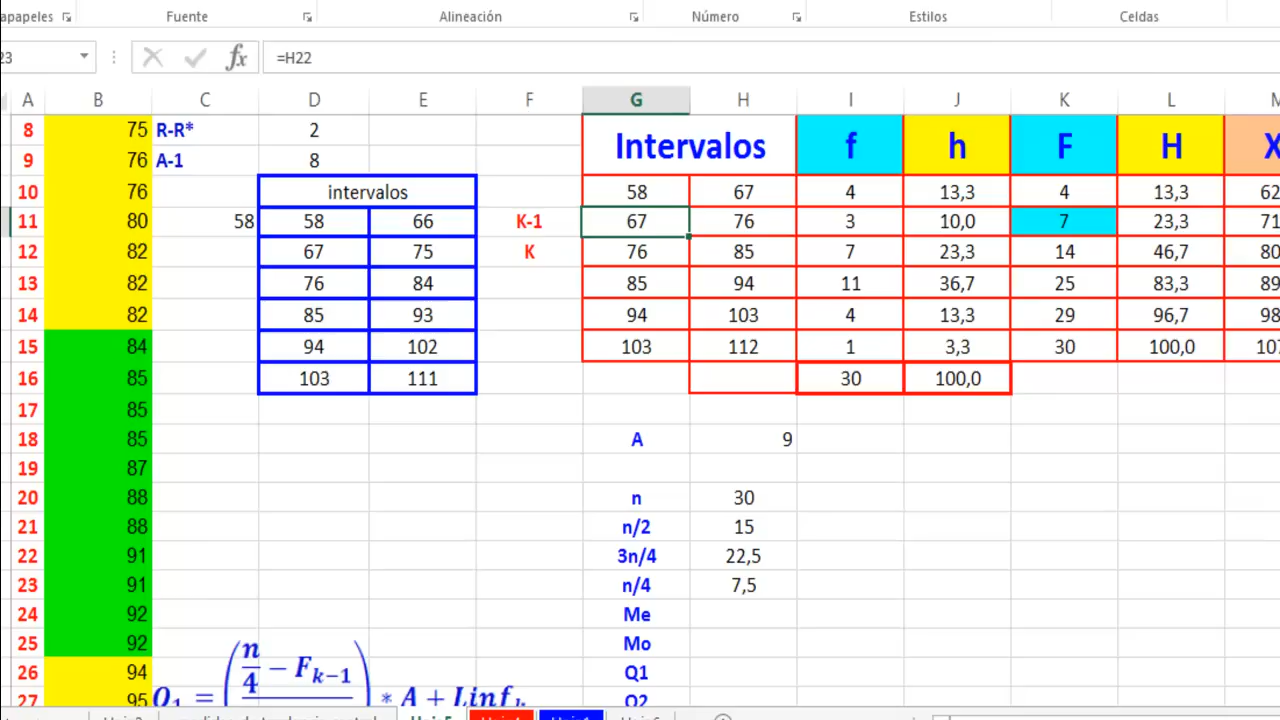 Fuente Alineación Número Estilos Celdas
=H22
A B C D E F G H I J K L
8 75 R-R* 2 Intervalos f h F H X
9 76 A-1 8
10 76 intervalos 58 67 4 13,3 4 13,3
11 80 58 58 66 K-1 67 76 3 10,0 7 23,3
12 82 67 75 K 76 85 7 23,3 14 46,7
13 82 76 84 85 94 11 36,7 25 83,3
14 82 85 93 94 103 4 13,3 29 96,7
15 84 94 102 103 112 1 3,3 30 100,0
16 85 103 111 30 100,0
17 85
18 85 A 9
19 87
20 88 n 30
21 88 n/2 15
22 91 3n/4 22,5
23 91 n/4 7,5
24 92 Me
25 92 Mo
26 94 Q1
27 95 Q2
Q₁ = (n/4 − Fₖ₋₁) * A + Linfₖ